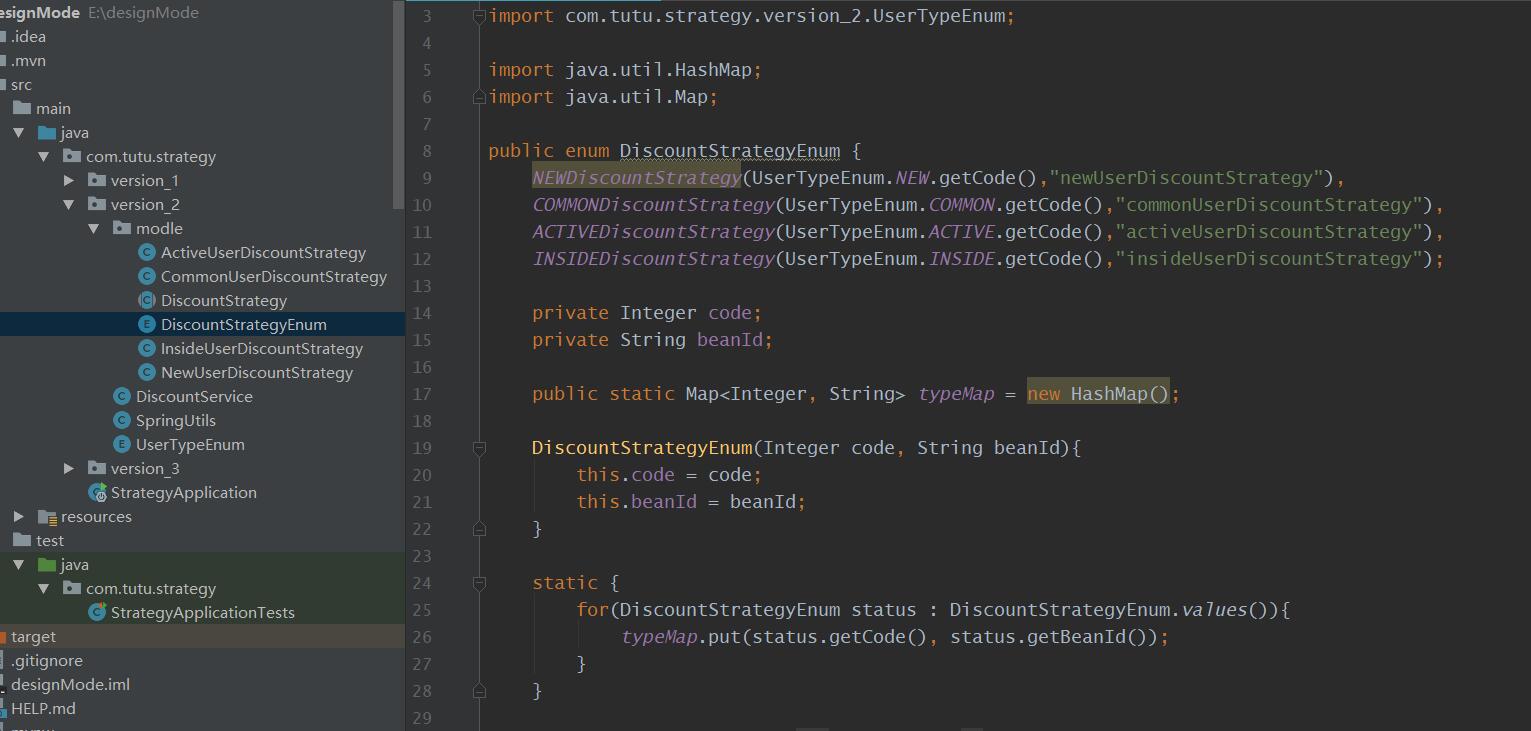 esignMode E:\designMode
.idea
.mvn
src
main
java
com.tutu.strategy
version_1
version_2
modle
ActiveUserDiscountStrategy
CommonUserDiscountStrategy
DiscountStrategy
DiscountStrategyEnum
InsideUserDiscountStrategy
NewUserDiscountStrategy
DiscountService
SpringUtils
UserTypeEnum
version_3
StrategyApplication
resources
test
java
com.tutu.strategy
StrategyApplicationTests
target
.gitignore
designMode.iml
HELP.md
3 import com.tutu.strategy.version_2.UserTypeEnum;
4
5 import java.util.HashMap;
6 import java.util.Map;
7
8 public enum DiscountStrategyEnum {
9 NEWDiscountStrategy(UserTypeEnum.NEW.getCode(),"newUserDiscountStrategy"),
10 COMMONDiscountStrategy(UserTypeEnum.COMMON.getCode(),"commonUserDiscountStrategy"),
11 ACTIVEDiscountStrategy(UserTypeEnum.ACTIVE.getCode(),"activeUserDiscountStrategy"),
12 INSIDEDiscountStrategy(UserTypeEnum.INSIDE.getCode(),"insideUserDiscountStrategy");
13
14 private Integer code;
15 private String beanId;
16
17 public static Map<Integer, String> typeMap = new HashMap();
18
19 DiscountStrategyEnum(Integer code, String beanId){
20 this.code = code;
21 this.beanId = beanId;
22 }
23
24 static {
25 for(DiscountStrategyEnum status : DiscountStrategyEnum.values()){
26 typeMap.put(status.getCode(), status.getBeanId());
27 }
28 }
29